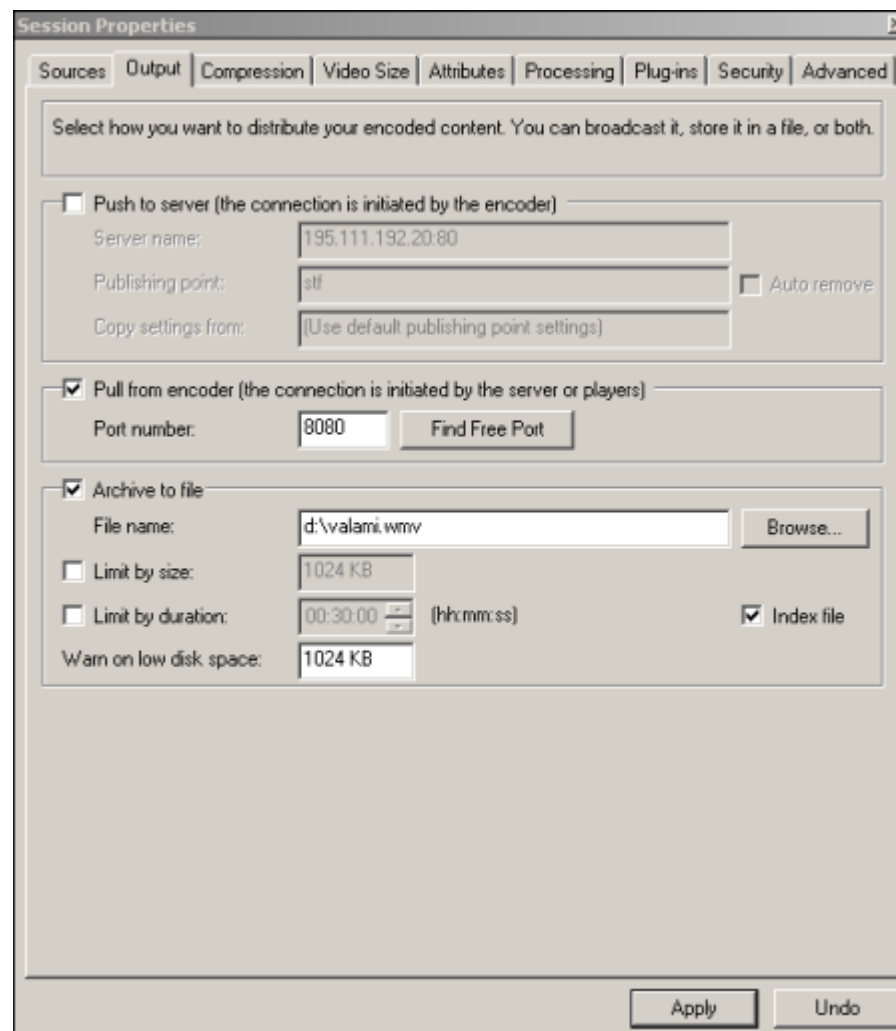 Session Properties
Sources Output Compression Video Size Attributes Processing Plug-ins Security Advanced
Select how you want to distribute your encoded content. You can broadcast it, store it in a file, or both.
Push to server (the connection is initiated by the encoder)
Server name: 195.111.192.20:80
Publishing point: stf Auto remove
Copy settings from: (Use default publishing point settings)
Pull from encoder (the connection is initiated by the server or players)
Port number: 8080 Find Free Port
Archive to file
File name: d:\valami.wmv Browse...
Limit by size: 1024 KB
Limit by duration: 00:30:00 (hh:mm:ss) Index file
Warn on low disk space: 1024 KB
Apply Undo